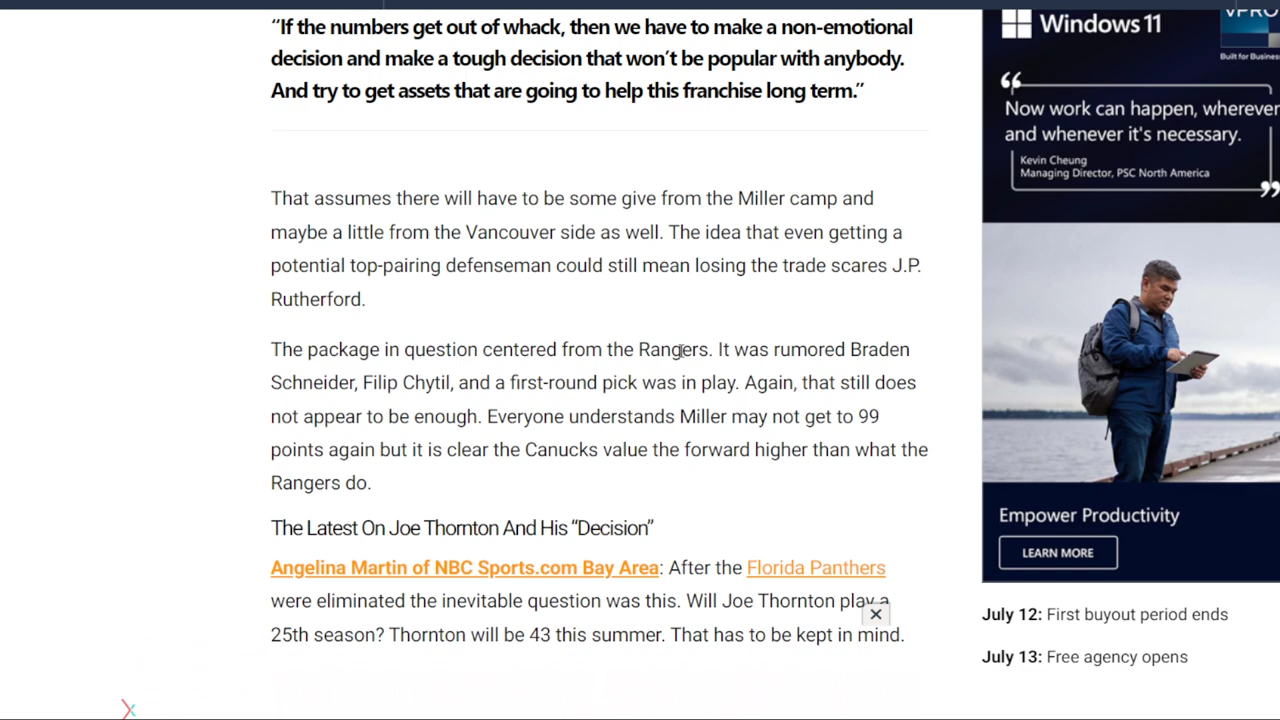 “If the numbers get out of whack, then we have to make a non-emotional
decision and make a tough decision that won’t be popular with anybody.
And try to get assets that are going to help this franchise long term.”
That assumes there will have to be some give from the Miller camp and
maybe a little from the Vancouver side as well. The idea that even getting a
potential top-pairing defenseman could still mean losing the trade scares J.P.
Rutherford.
The package in question centered from the Rangers. It was rumored Braden
Schneider, Filip Chytil, and a first-round pick was in play. Again, that still does
not appear to be enough. Everyone understands Miller may not get to 99
points again but it is clear the Canucks value the forward higher than what the
Rangers do.
The Latest On Joe Thornton And His “Decision”
Angelina Martin of NBC Sports.com Bay Area: After the Florida Panthers
were eliminated the inevitable question was this. Will Joe Thornton play a
25th season? Thornton will be 43 this summer. That has to be kept in mind.
Windows 11
VPRO
Built for Busines
“
Now work can happen, wherever
and whenever it's necessary.
Kevin Cheung
Managing Director, PSC North America
”
Empower Productivity
LEARN MORE
July 12: First buyout period ends
July 13: Free agency opens